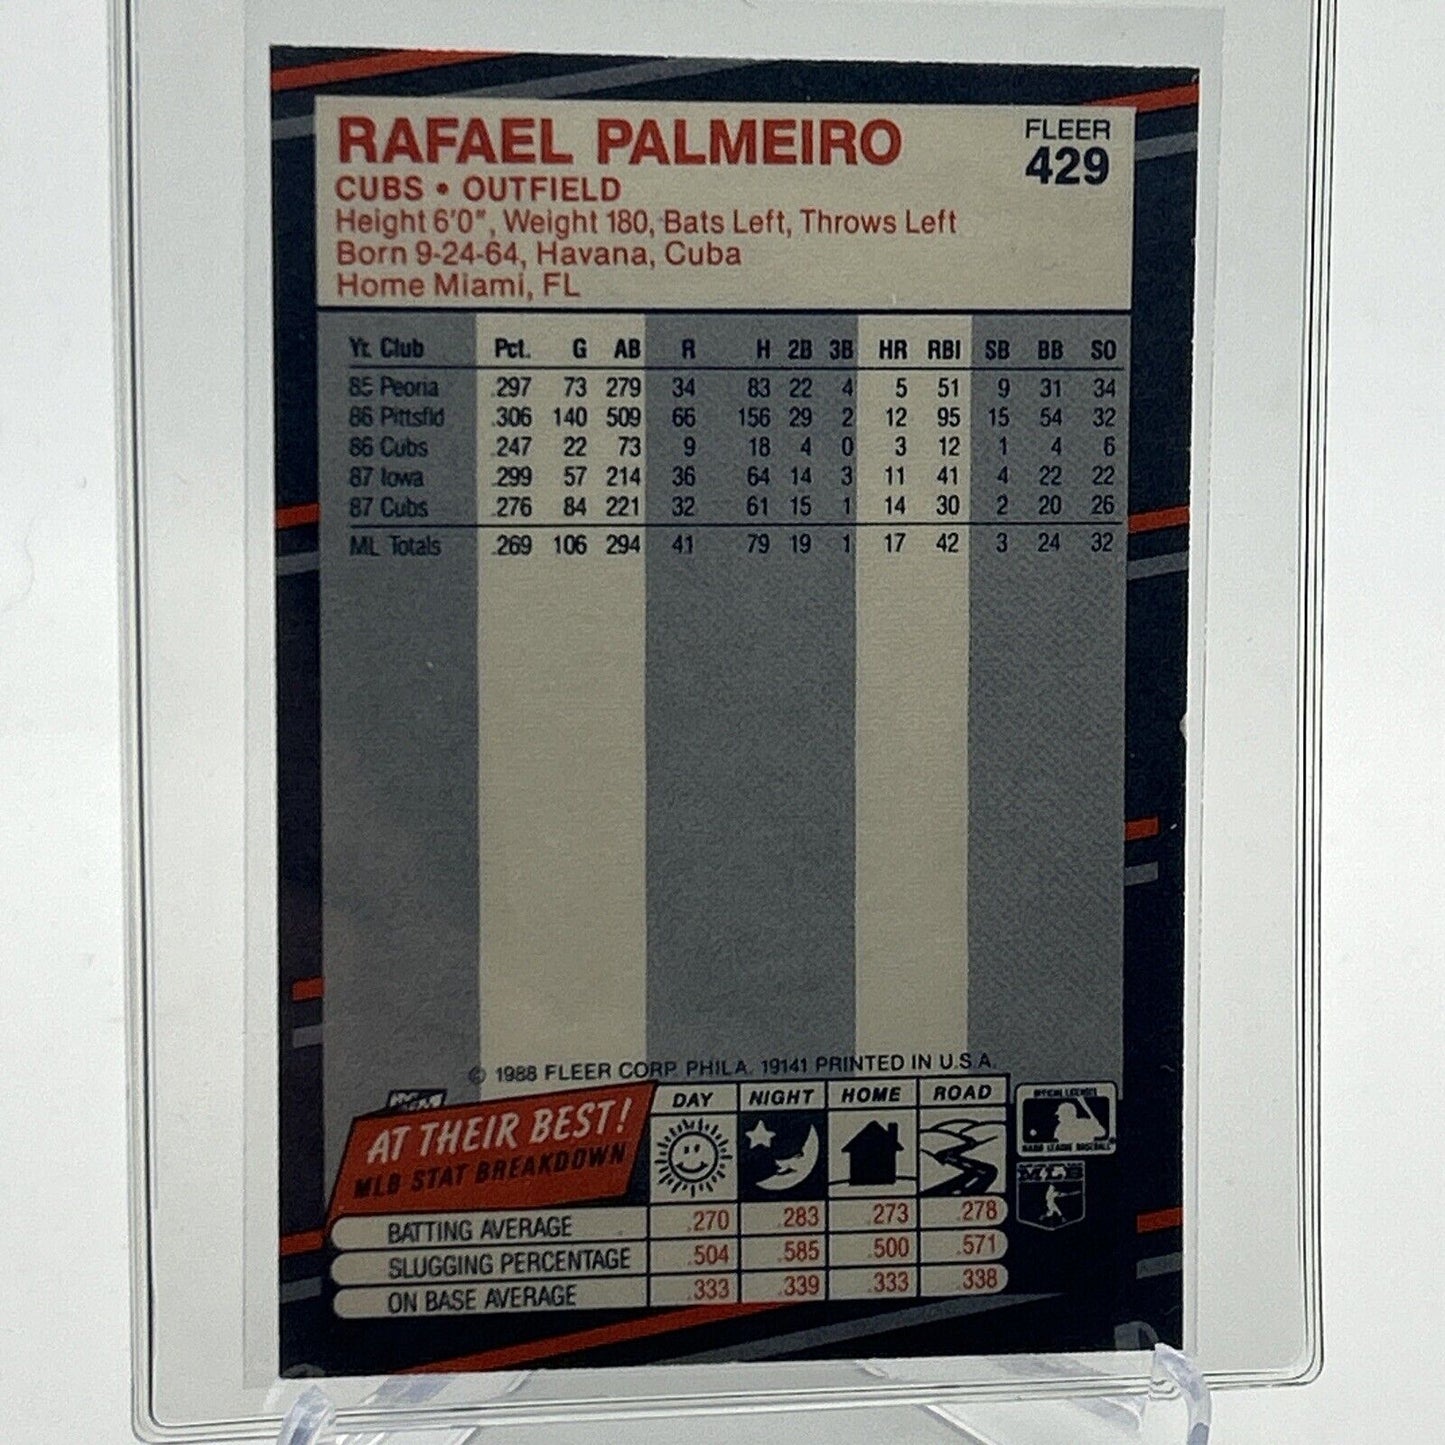 RAFAEL PALMEIRO
FLEER
429
CUBS • OUTFIELD
Height 6'0", Weight 180, Bats Left, Throws Left
Born 9-24-64, Havana, Cuba
Home Miami, FL
Yr. Club Pct. G AB R H 2B 3B HR RBI SB BB SO
85 Peoria .297 73 279 34 83 22 4 5 51 9 31 34
86 Pittsfld .306 140 509 66 156 29 2 12 95 15 54 32
86 Cubs .247 22 73 9 18 4 0 3 12 1 4 6
87 Iowa .299 57 214 36 64 14 3 11 41 4 22 22
87 Cubs .276 84 221 32 61 15 1 14 30 2 20 26
ML Totals .269 106 294 41 79 19 1 17 42 3 24 32
© 1988 FLEER CORP. PHILA. 19141 PRINTED IN U.S.A.
AT THEIR BEST!
MLB STAT BREAKDOWN
DAY NIGHT HOME ROAD
BATTING AVERAGE .270 .283 .273 .278
SLUGGING PERCENTAGE .504 .585 .500 .571
ON BASE AVERAGE .333 .339 .333 .338
OFFICIAL LICENSEE
MAJOR LEAGUE BASEBALL
MLB